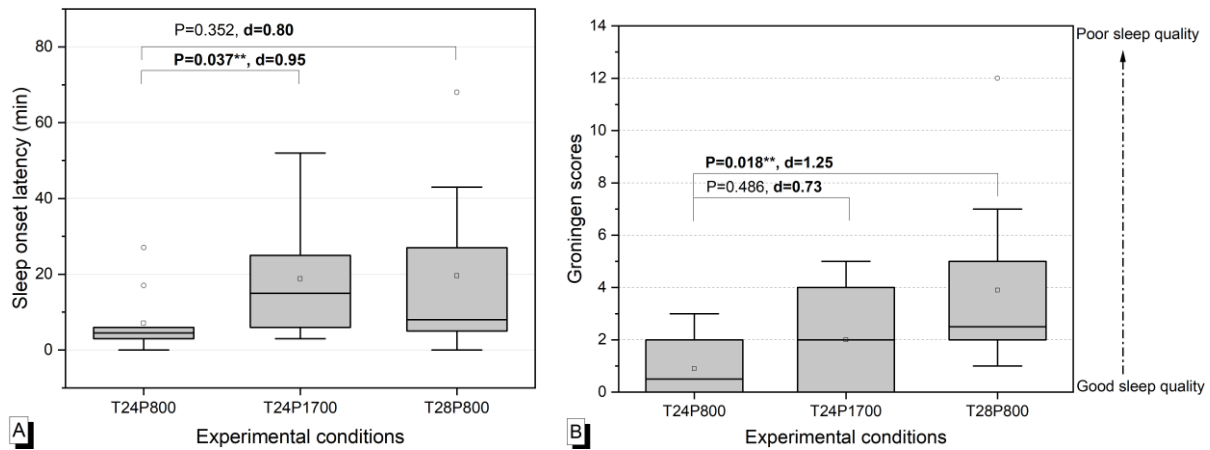 P=0.352, d=0.80
P=0.037**, d=0.95
80
60
40
20
0
Sleep onset latency (min)
T24P800 T24P1700 T28P800
Experimental conditions
A
14
12
10
8
6
4
2
0
Groningen scores
P=0.018**, d=1.25
P=0.486, d=0.73
T24P800 T24P1700 T28P800
Experimental conditions
B
Poor sleep quality
Good sleep quality